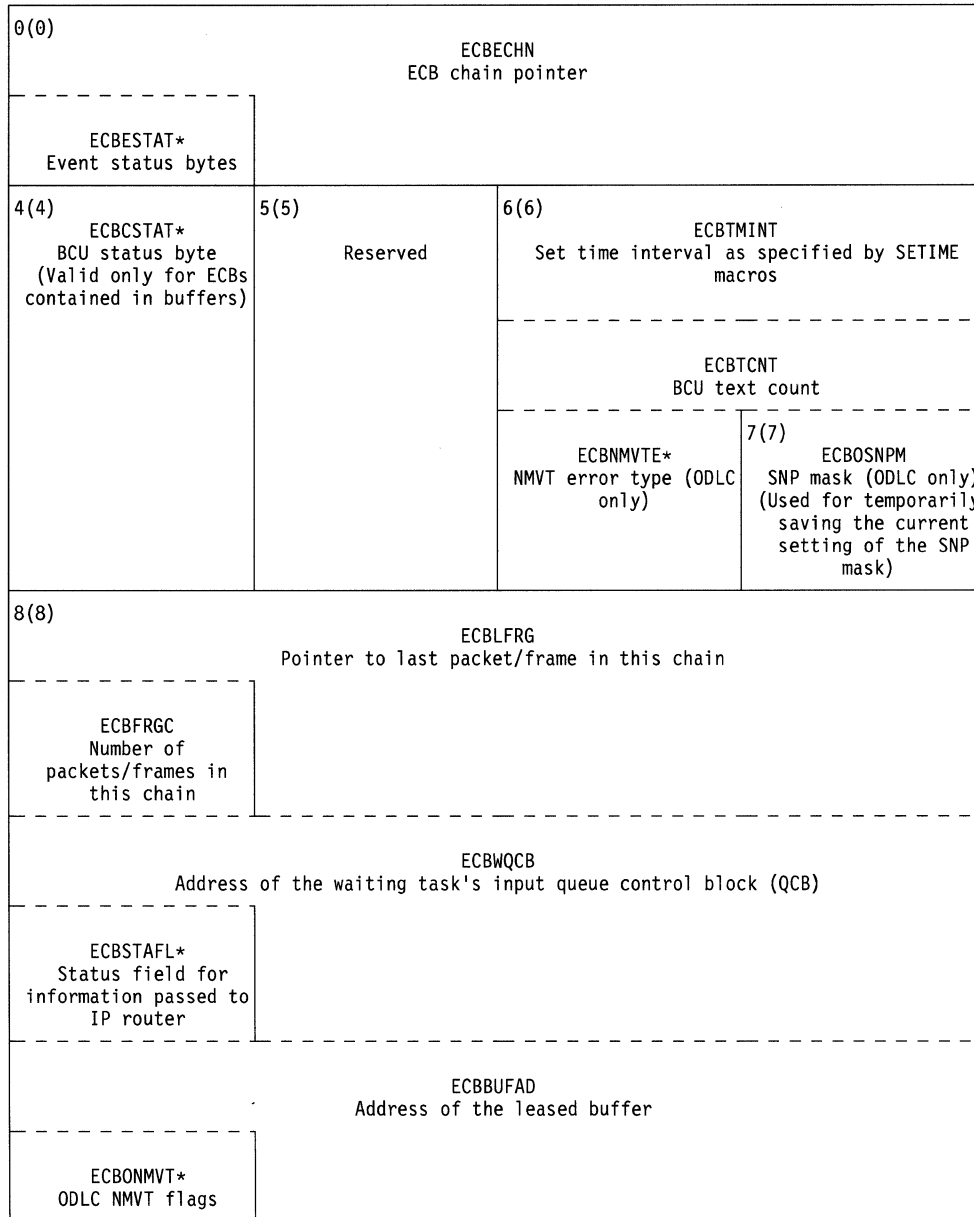 0(0)
ECBECHN
ECB chain pointer
ECBESTAT*
Event status bytes
4(4)
ECBCSTAT*
BCU status byte
(Valid only for ECBs
contained in buffers)
5(5)
Reserved
6(6)
ECBTMINT
Set time interval as specified by SETIME
macros
ECBTCNT
BCU text count
ECBNMVTE*
NMVT error type (ODLC
only)
7(7)
ECBOSNPM
SNP mask (ODLC only)
(Used for temporarily
saving the current
setting of the SNP
mask)
8(8)
ECBLFRG
Pointer to last packet/frame in this chain
ECBFRGC
Number of
packets/frames in
this chain
ECBWQCB
Address of the waiting task's input queue control block (QCB)
ECBSTAFL*
Status field for
information passed to
IP router
ECBBUFAD
Address of the leased buffer
ECBONMVT*
ODLC NMVT flags